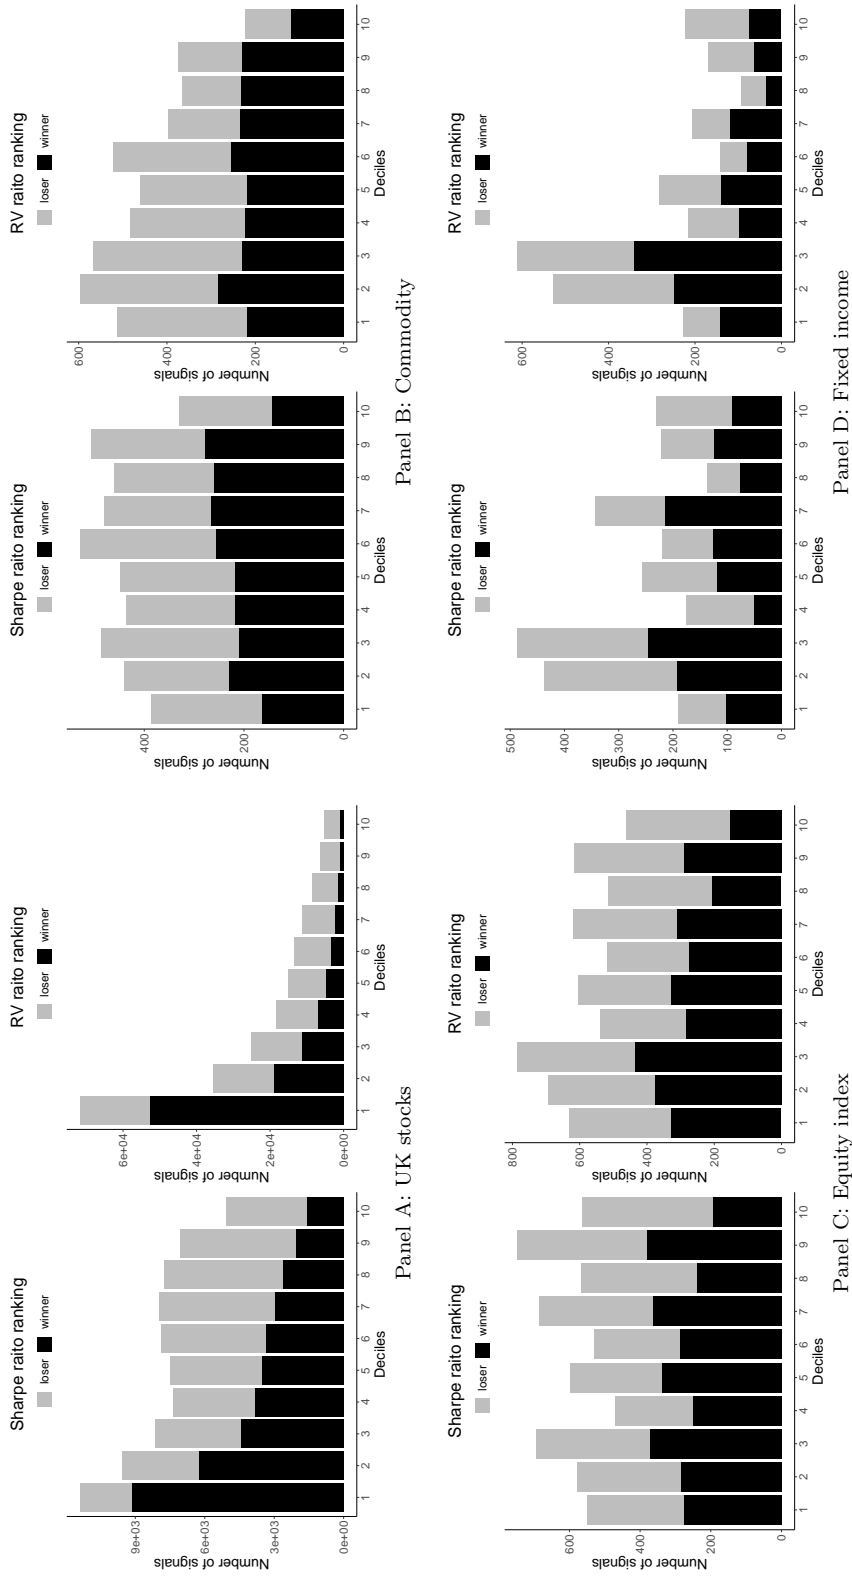 Sharpe raito ranking
loser winner
Number of signals
9e+03
6e+03
3e+03
0e+00
1 2 3 4 5 6 7 8 9 10
Deciles
RV raito ranking
loser winner
Number of signals
6e+04
4e+04
2e+04
0e+00
1 2 3 4 5 6 7 8 9 10
Deciles
Panel A: UK stocks
Sharpe raito ranking
loser winner
Number of signals
400
200
0
1 2 3 4 5 6 7 8 9 10
Deciles
RV raito ranking
loser winner
Number of signals
600
400
200
0
1 2 3 4 5 6 7 8 9 10
Deciles
Panel B: Commodity
Sharpe raito ranking
loser winner
Number of signals
600
400
200
0
1 2 3 4 5 6 7 8 9 10
Deciles
RV raito ranking
loser winner
Number of signals
800
600
400
200
0
1 2 3 4 5 6 7 8 9 10
Deciles
Panel C: Equity index
Sharpe raito ranking
loser winner
Number of signals
500
400
300
200
100
0
1 2 3 4 5 6 7 8 9 10
Deciles
RV raito ranking
loser winner
Number of signals
600
400
200
0
1 2 3 4 5 6 7 8 9 10
Deciles
Panel D: Fixed income